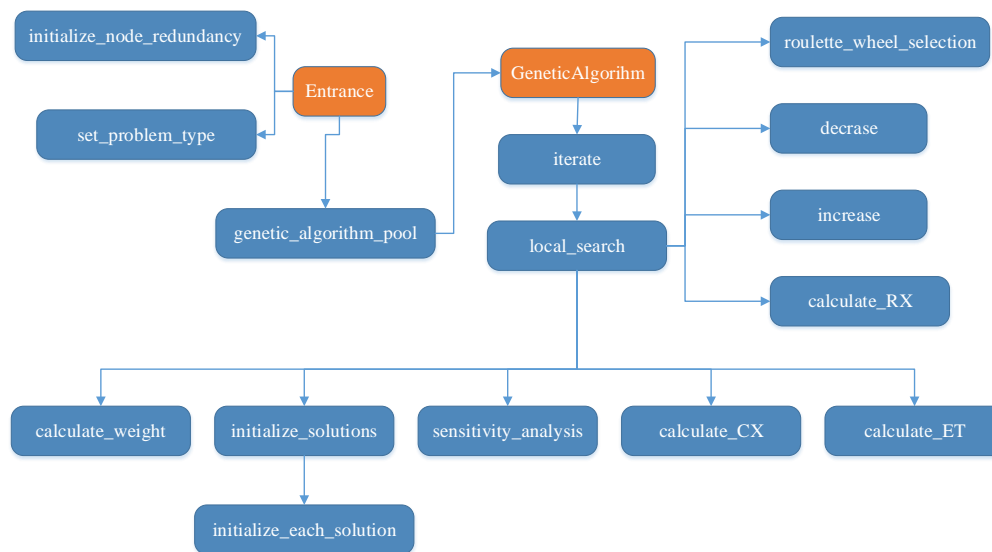 initialize_node_redundancy
roulette_wheel_selection
GeneticAlgorihm
Entrance
set_problem_type
decrase
iterate
genetic_algorithm_pool
increase
local_search
calculate_RX
calculate_weight
initialize_solutions
sensitivity_analysis
calculate_CX
calculate_ET
initialize_each_solution